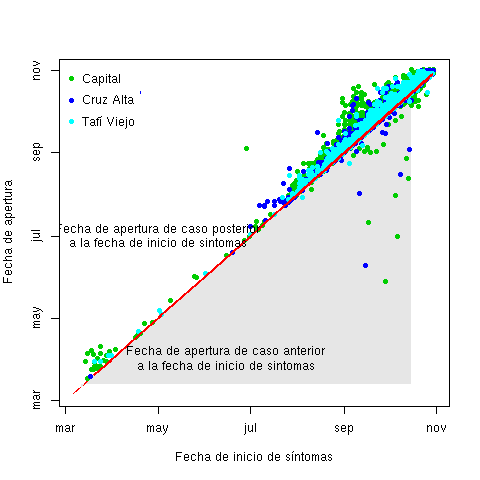 Capital
Cruz Alta
Tafí Viejo
Fecha de apertura de caso posterior
a la fecha de inicio de sintomas
Fecha de apertura de caso anterior
a la fecha de inicio de sintomas
Fecha de apertura
mar
may
jul
sep
nov
mar
may
jul
sep
nov
Fecha de inicio de síntomas